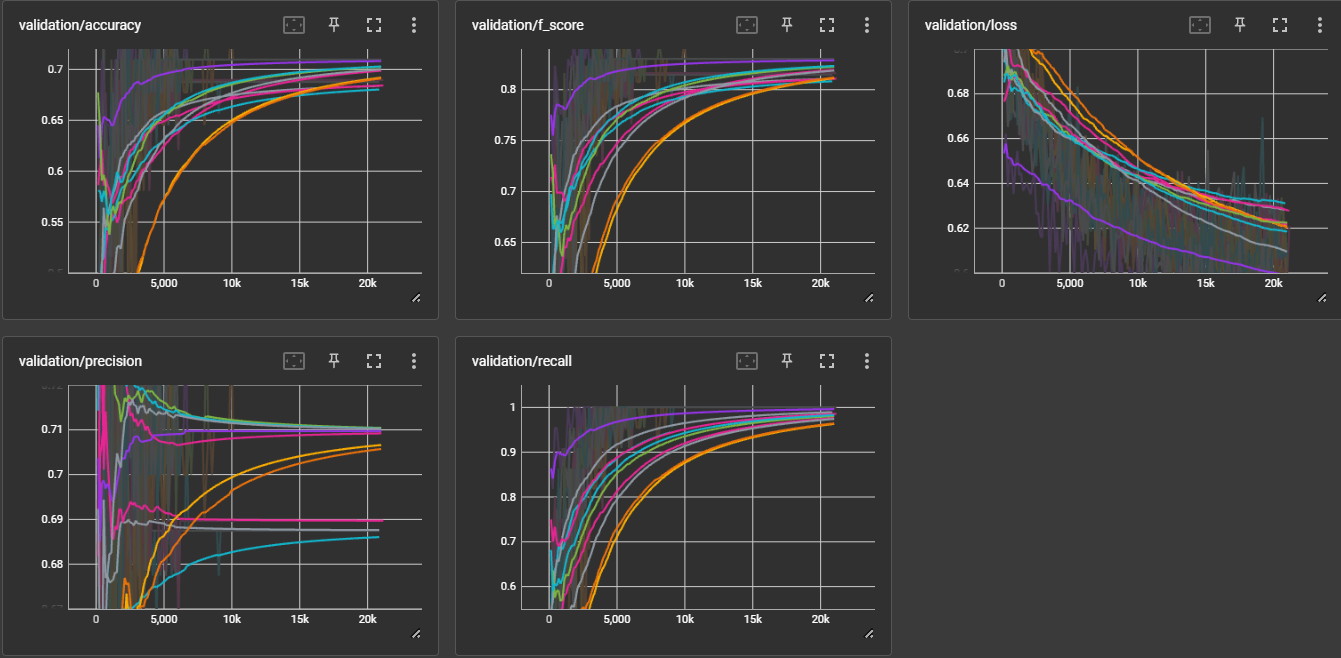 validation/accuracy
0.7
0.65
0.6
0.55
0 5,000 10k 15k 20k
validation/f_score
0.8
0.75
0.7
0.65
0 5,000 10k 15k 20k
validation/loss
0.68
0.66
0.64
0.62
0 5,000 10k 15k 20k
validation/precision
0.72
0.71
0.7
0.69
0.68
0 5,000 10k 15k 20k
validation/recall
1
0.9
0.8
0.7
0.6
0 5,000 10k 15k 20k